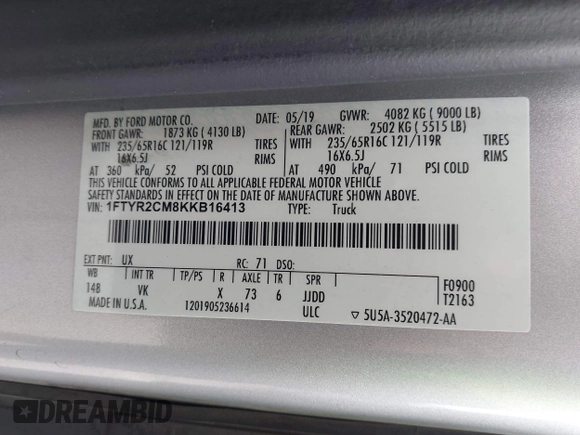 MFD. BY FORD MOTOR CO. DATE: 05/19 GVWR: 4082 KG ( 9000 LB)
FRONT GAWR: 1873 KG ( 4130 LB) REAR GAWR: 2502 KG ( 5515 LB)
WITH 235/65R16C 121/119R TIRES WITH 235/65R16C 121/119R TIRES
16X6.5J RIMS 16X6.5J RIMS
AT 360 kPa/ 52 PSI COLD AT 490 kPa/ 71 PSI COLD
THIS VEHICLE CONFORMS TO ALL APPLICABLE FEDERAL MOTOR VEHICLE
SAFETY STANDARDS IN EFFECT ON THE DATE OF MANUFACTURE SHOWN ABOVE.
VIN: 1FTYR2CM8KKB16413 TYPE: Truck
EXT PNT: UX RC: 71 DSO:
WB INT TR TP/PS R AXLE TR SPR F0900
148 VK X 73 6 JJDD T2163
MADE IN U.S.A. 1201905236614 ULC ▽ 5U5A-3520472-AA
DREAMBID